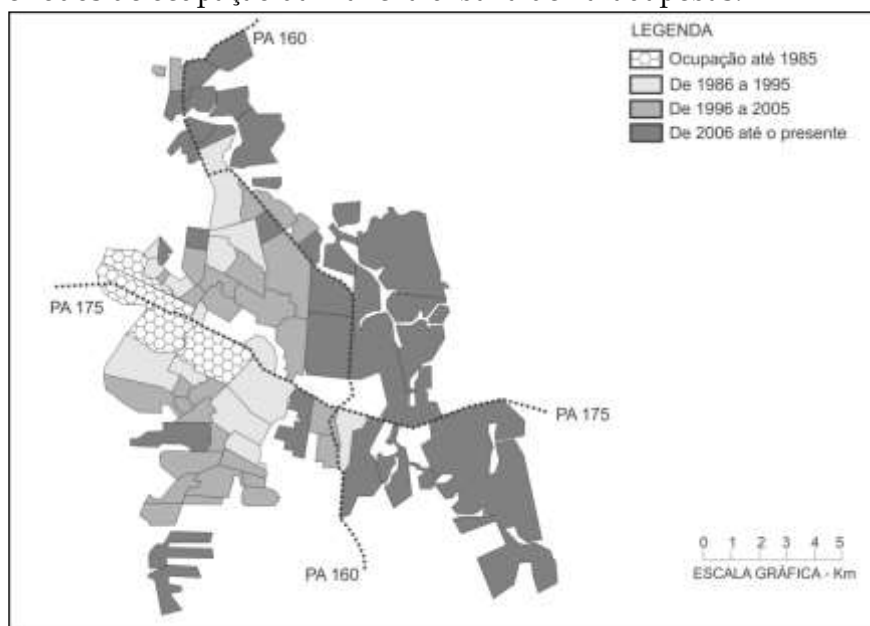 PA 160
LEGENDA
Ocupação até 1985
De 1986 a 1995
De 1996 a 2005
De 2006 até o presente
PA 175
PA 175
PA 160
0 1 2 3 4 5
ESCALA GRÁFICA - Km